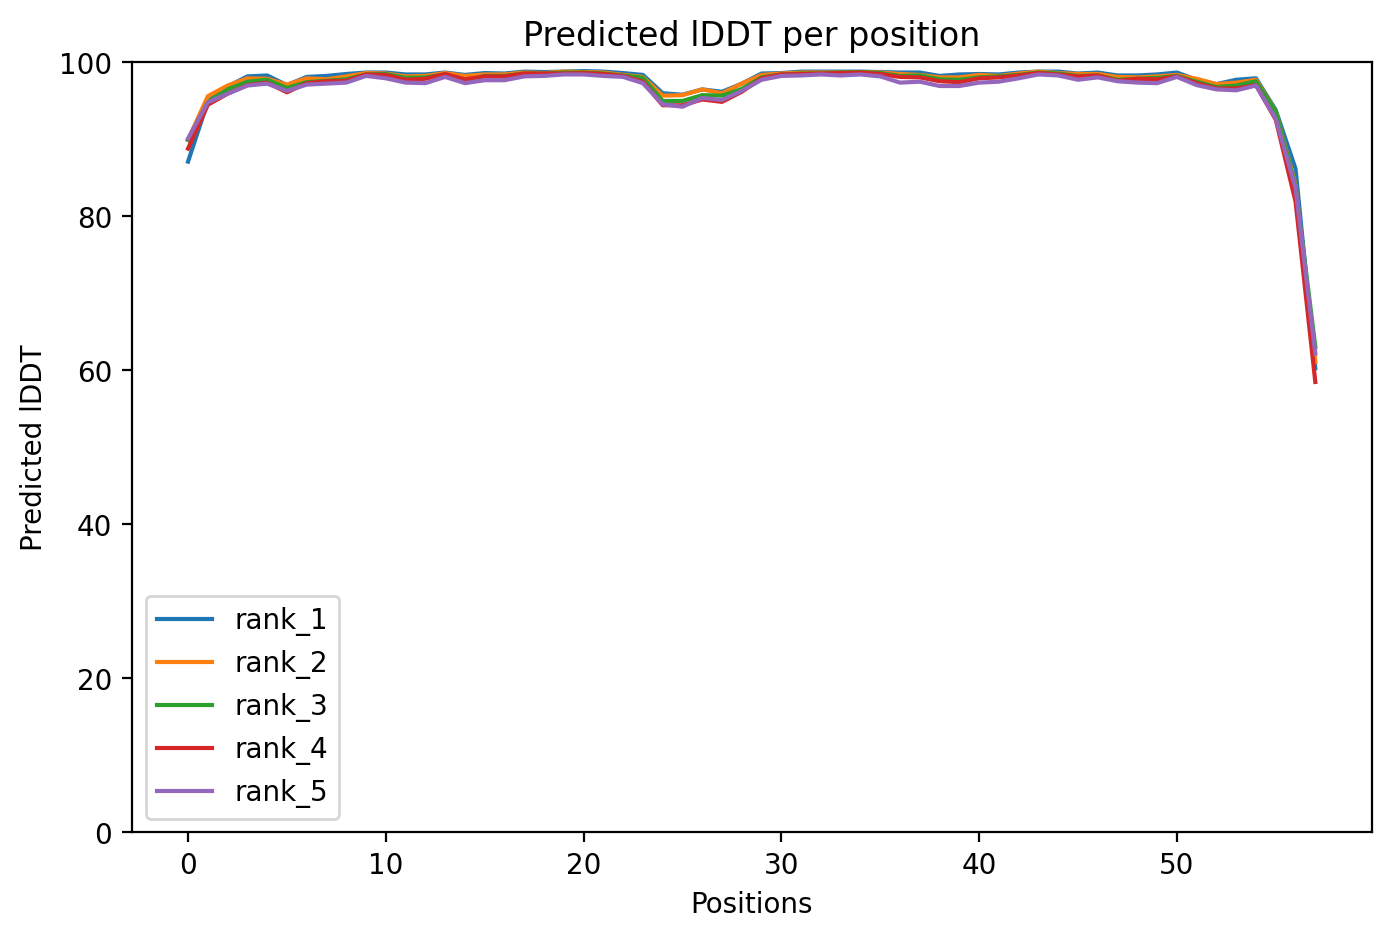 Predicted lDDT per position
Predicted lDDT
100
80
60
40
20
0
rank_1
rank_2
rank_3
rank_4
rank_5
0 10 20 30 40 50
Positions